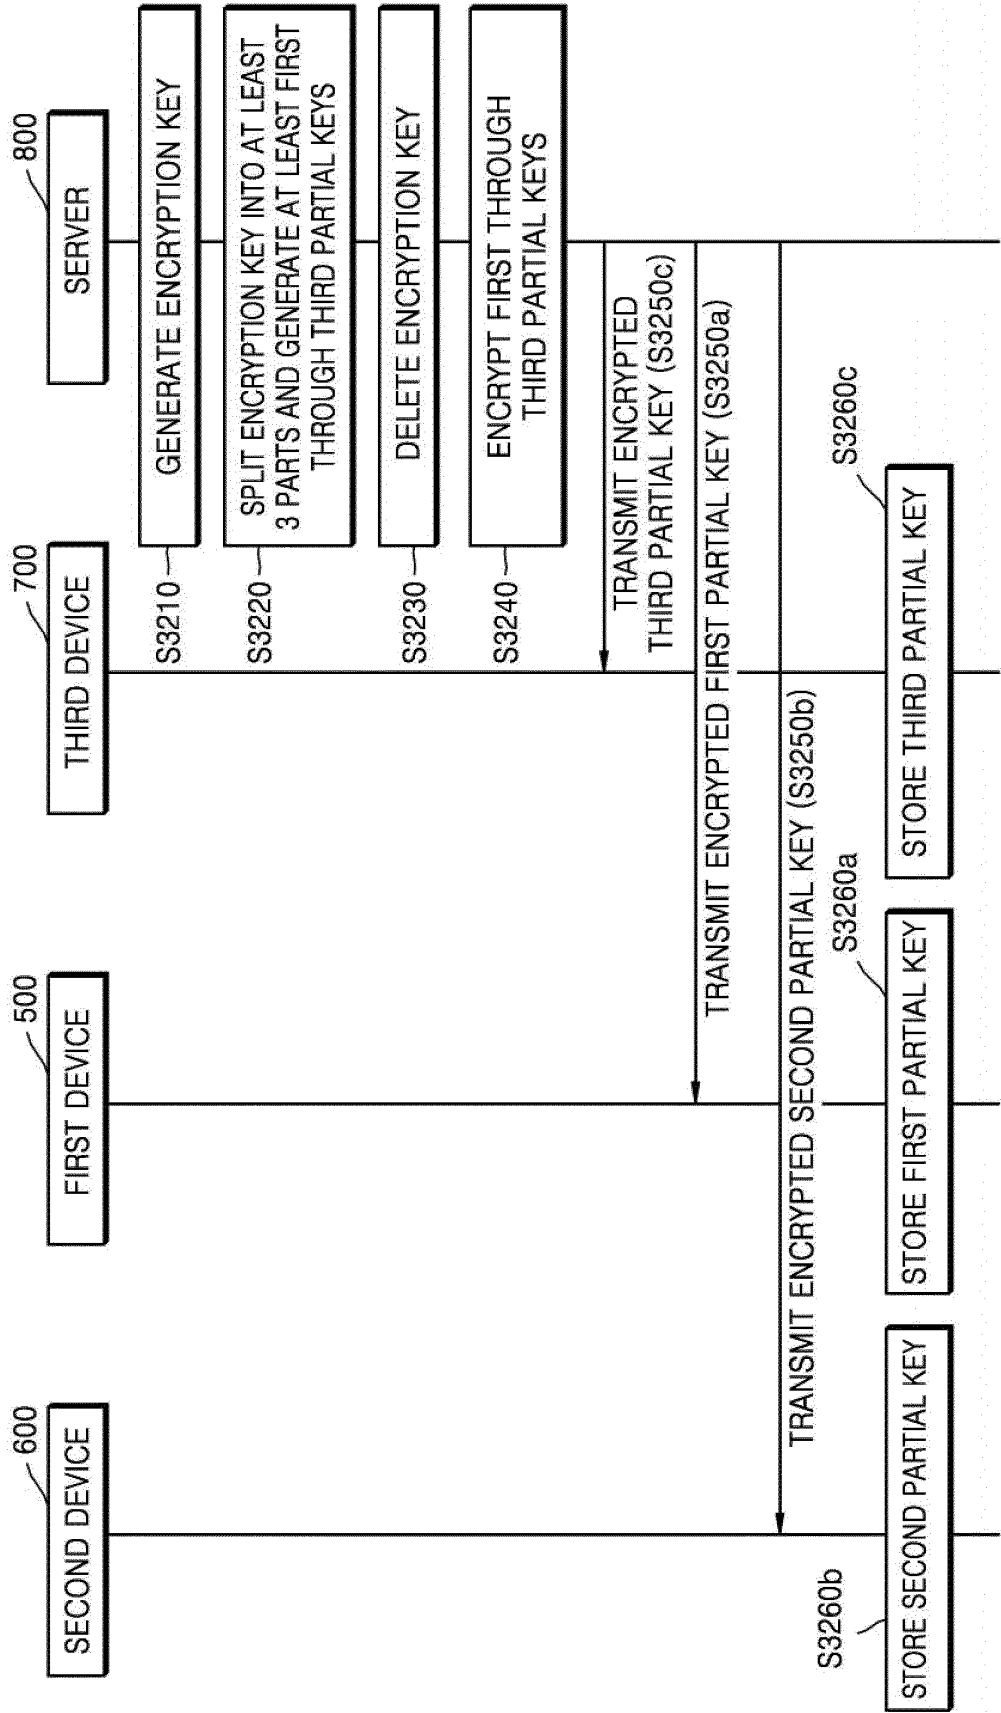 600
SECOND DEVICE
500
FIRST DEVICE
700
THIRD DEVICE
800
SERVER
S3210
GENERATE ENCRYPTION KEY
S3220
SPLIT ENCRYPTION KEY INTO AT LEAST
3 PARTS AND GENERATE AT LEAST FIRST
THROUGH THIRD PARTIAL KEYS
S3230
DELETE ENCRYPTION KEY
S3240
ENCRYPT FIRST THROUGH
THIRD PARTIAL KEYS
TRANSMIT ENCRYPTED
THIRD PARTIAL KEY (S3250c)
TRANSMIT ENCRYPTED FIRST PARTIAL KEY (S3250a)
TRANSMIT ENCRYPTED SECOND PARTIAL KEY (S3250b)
S3260b
STORE SECOND PARTIAL KEY
S3260a
STORE FIRST PARTIAL KEY
S3260c
STORE THIRD PARTIAL KEY